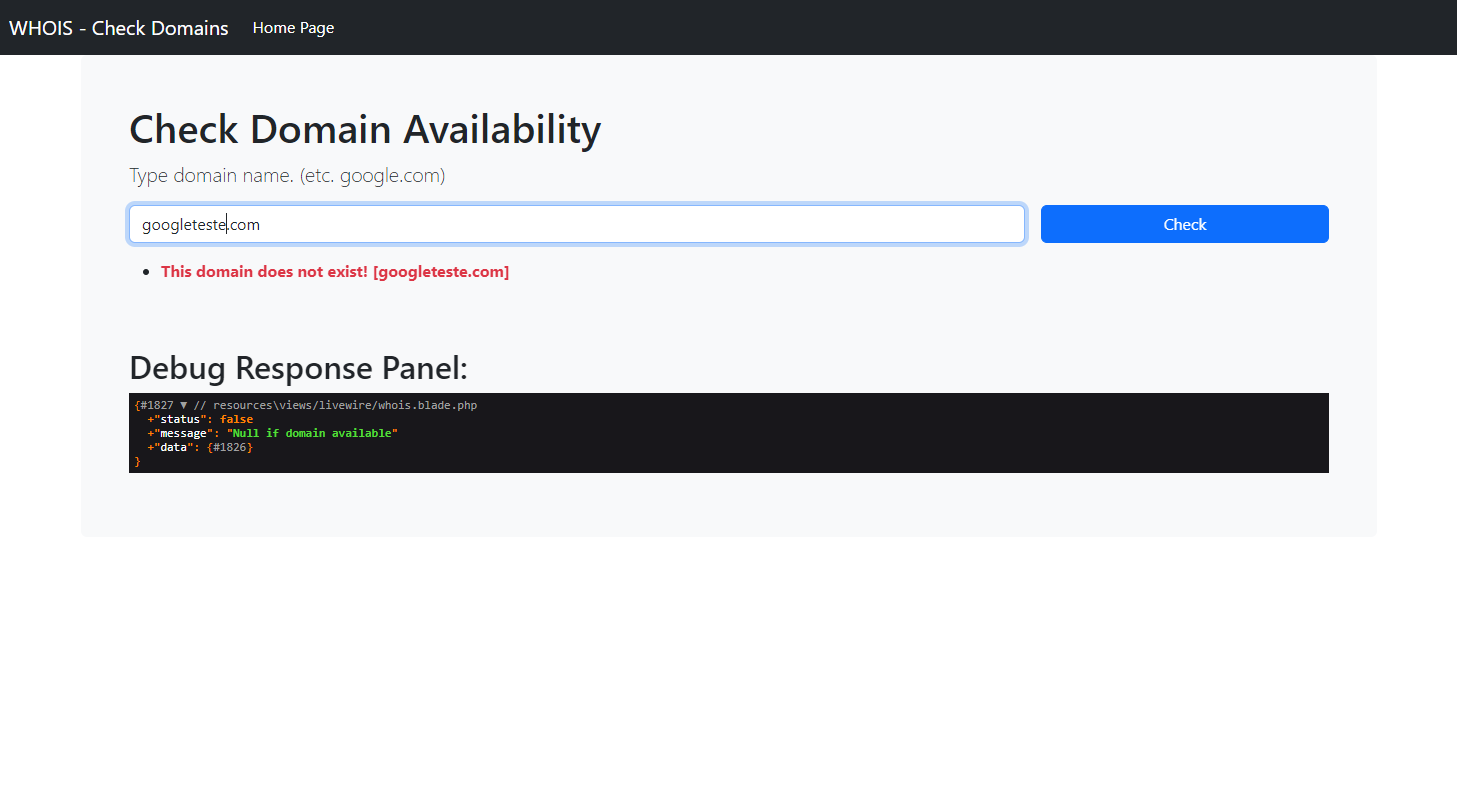 WHOIS - Check Domains Home Page
Check Domain Availability
Type domain name. (etc. google.com)
googleteste.com Check
This domain does not exist! [googleteste.com]
Debug Response Panel:
{#1827 ▼ // resources\views/livewire/whois.blade.php
+"status": false
+"message": "Null if domain available"
+"data": {#1826}
}